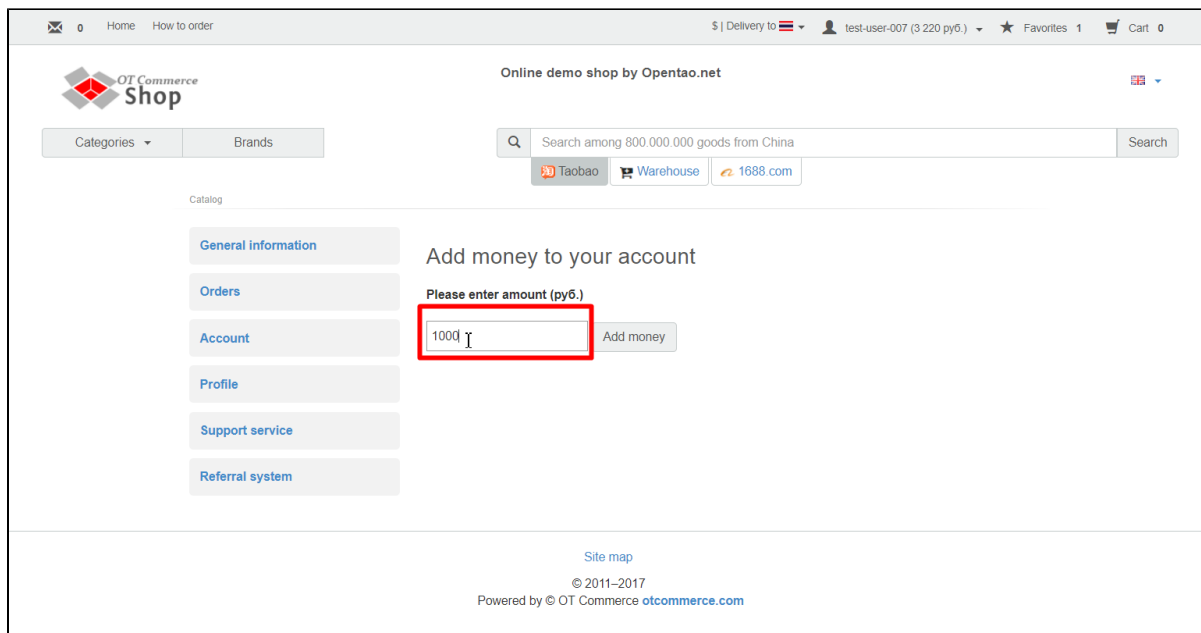 0 Home How to order $ | Delivery to test-user-007 (3 220 руб.) Favorites 1 Cart 0
OT Commerce
Shop
Online demo shop by Opentao.net
Categories Brands Search among 800.000.000 goods from China Search
Taobao Warehouse 1688.com
Catalog
General information
Orders
Account
Profile
Support service
Referral system
Add money to your account
Please enter amount (руб.)
1000 Add money
Site map
© 2011–2017
Powered by © OT Commerce otcommerce.com